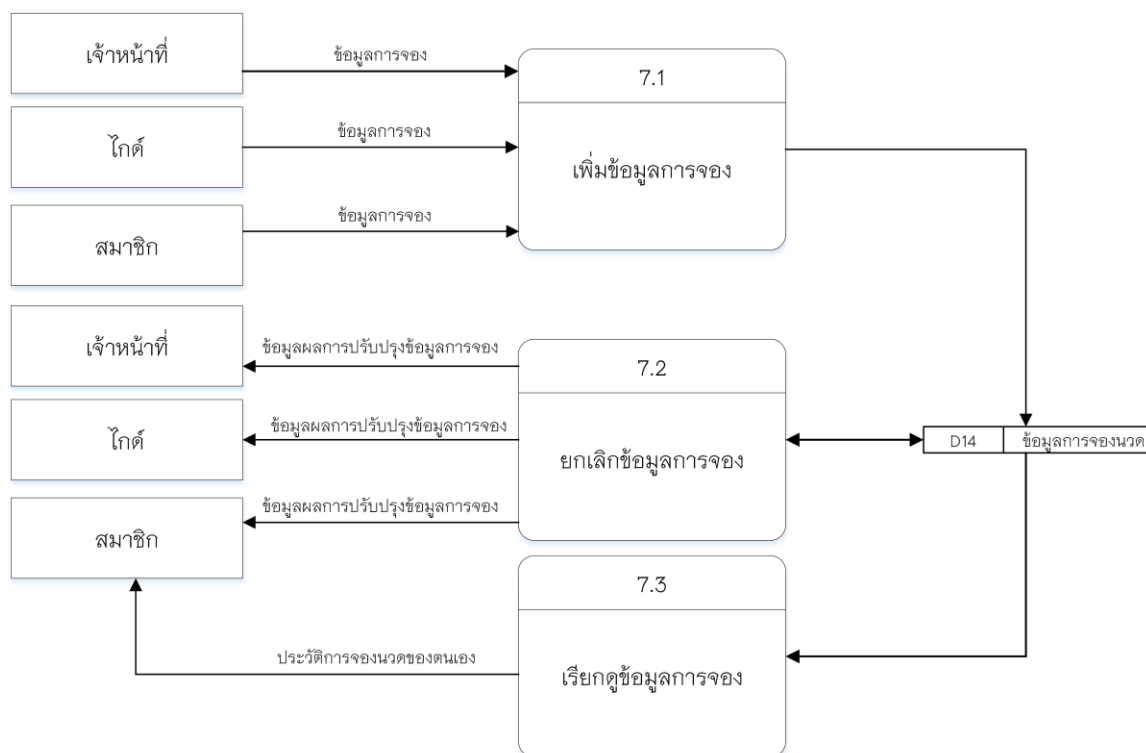 เจ้าหน้าที่
ข้อมูลการจอง
7.1
ไกด์
ข้อมูลการจอง
เพิ่มข้อมูลการจอง
สมาชิก
ข้อมูลการจอง
เจ้าหน้าที่
ข้อมูลผลการปรับปรุงข้อมูลการจอง
7.2
ไกด์
ข้อมูลผลการปรับปรุงข้อมูลการจอง
ยกเลิกข้อมูลการจอง
D14 ข้อมูลการจองนวด
สมาชิก
ข้อมูลผลการปรับปรุงข้อมูลการจอง
7.3
ประวัติการจองนวดของตนเอง
เรียกดูข้อมูลการจอง